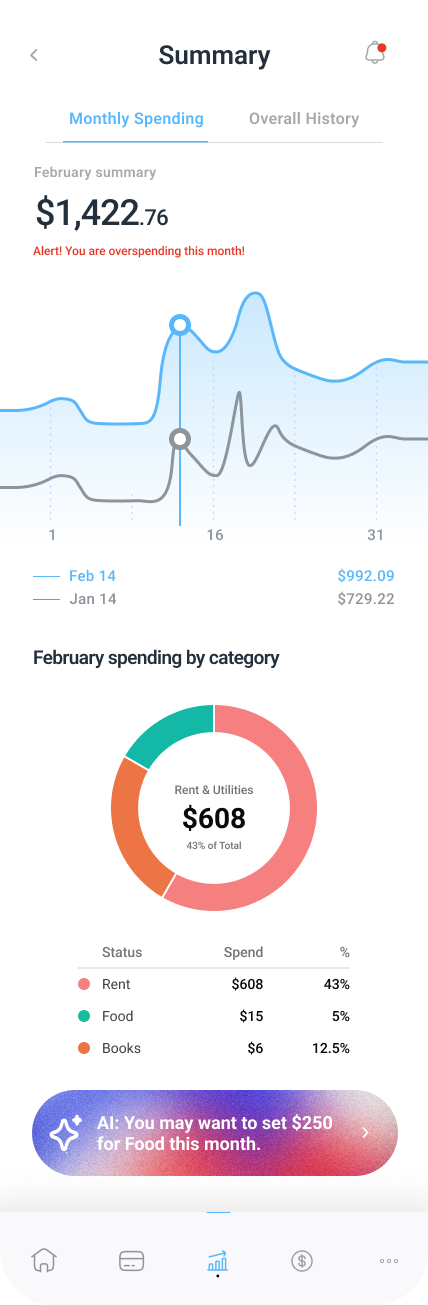 Summary
Monthly Spending Overall History
February summary
$1,422.76
Alert! You are overspending this month!
1 16 31
Feb 14 $992.09
Jan 14 $729.22
February spending by category
Rent & Utilities
$608
43% of Total
Status Spend %
Rent $608 43%
Food $15 5%
Books $6 12.5%
AI: You may want to set $250
for Food this month.